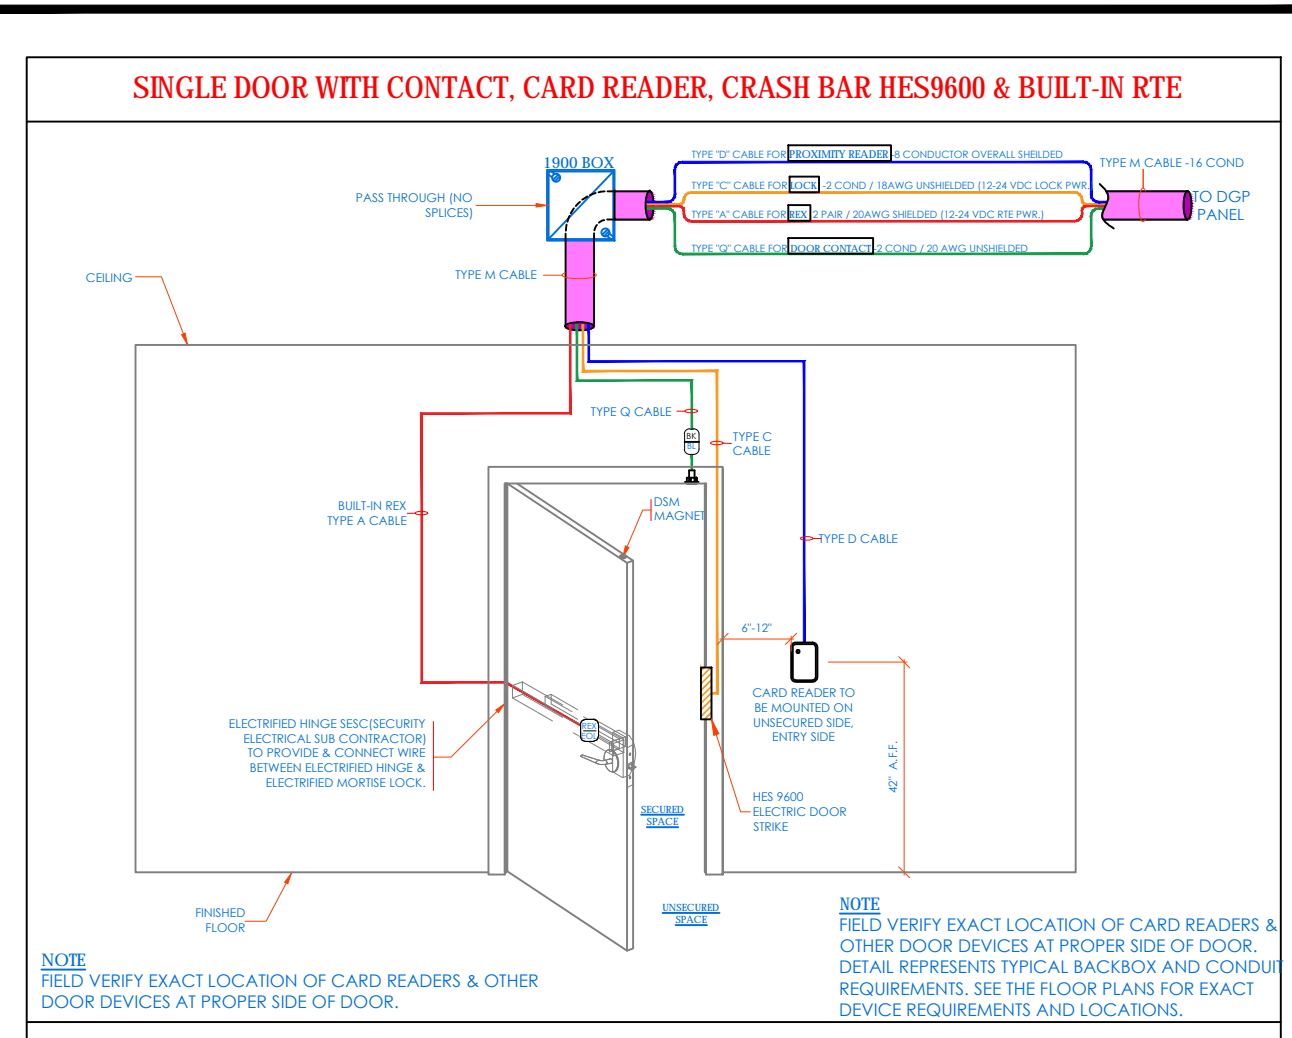 SINGLE DOOR WITH CONTACT, CARD READER, CRASH BAR HES9600 & BUILT-IN RTE
1900 BOX
PASS THROUGH (NO
SPLICES)
TYPE "D" CABLE FOR PROXIMITY READER -8 CONDUCTOR OVERALL SHEILDED
TYPE "C" CABLE FOR LOCK -2 COND / 18AWG UNSHIELDED (12-24 VDC LOCK PWR.
TYPE "A" CABLE FOR REX 2 PAIR / 20AWG SHIELDED (12-24 VDC RTE PWR.)
TYPE "Q" CABLE FOR DOOR CONTACT -2 COND / 20 AWG UNSHIELDED
TYPE M CABLE -16 COND
TO DGP
PANEL
TYPE M CABLE
CEILING
TYPE Q CABLE
BK
BL
TYPE C
CABLE
BUILT-IN REX
TYPE A CABLE
DSM
MAGNET
TYPE D CABLE
6"-12"
CARD READER TO
BE MOUNTED ON
UNSECURED SIDE,
ENTRY SIDE
42" A.F.F.
ELECTRIFIED HINGE SESC(SECURITY
ELECTRICAL SUB CONTRACTOR)
TO PROVIDE & CONNECT WIRE
BETWEEN ELECTRIFIED HINGE &
ELECTRIFIED MORTISE LOCK.
REX
EOL
HES 9600
ELECTRIC DOOR
STRIKE
SECURED
SPACE
UNSECURED
SPACE
FINISHED
FLOOR
NOTE
FIELD VERIFY EXACT LOCATION OF CARD READERS & OTHER
DOOR DEVICES AT PROPER SIDE OF DOOR.
NOTE
FIELD VERIFY EXACT LOCATION OF CARD READERS &
OTHER DOOR DEVICES AT PROPER SIDE OF DOOR.
DETAIL REPRESENTS TYPICAL BACKBOX AND CONDUIT
REQUIREMENTS. SEE THE FLOOR PLANS FOR EXACT
DEVICE REQUIREMENTS AND LOCATIONS.